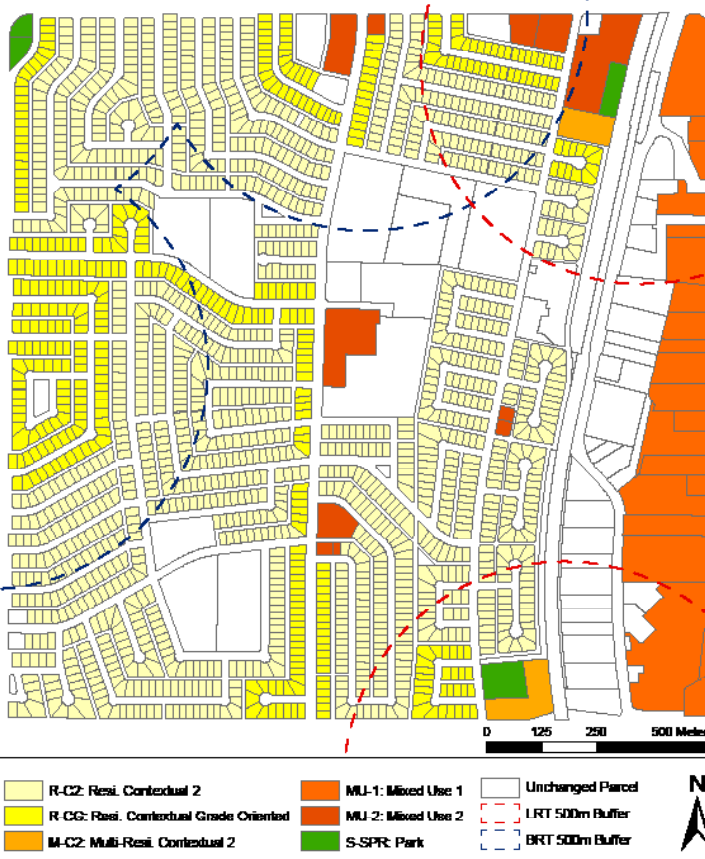 0 125 250 500 Meters
R-C2: Resi. Contextual 2
R-CG: Resi. Contextual Grade Oriented
M-C2: Multi-Resi. Contextual 2
MU-1: Mixed Use 1
MU-2: Mixed Use 2
S-SPR: Park
Unchanged Parcel
LRT 500m Buffer
BRT 500m Buffer
N